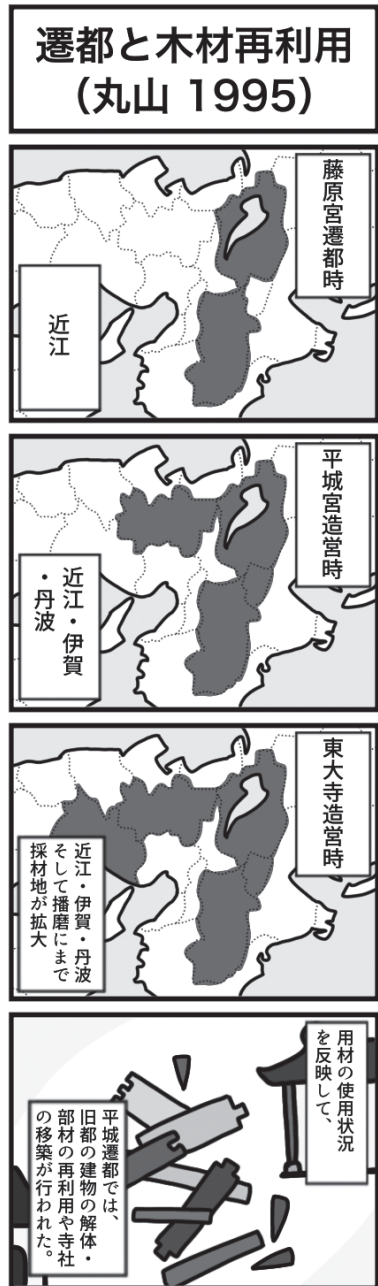 遷都と木材再利用
（丸山 1995）
藤原宮遷都時
近江
平城宮造営時
近江・伊賀
・丹波
東大寺造営時
近江・伊賀・丹波
そして播磨にまで
採材地が拡大
用材の使用状況
を反映して、
平城遷都では、
旧都の建物の解体・
部材の再利用や寺社
の移築が行われた。